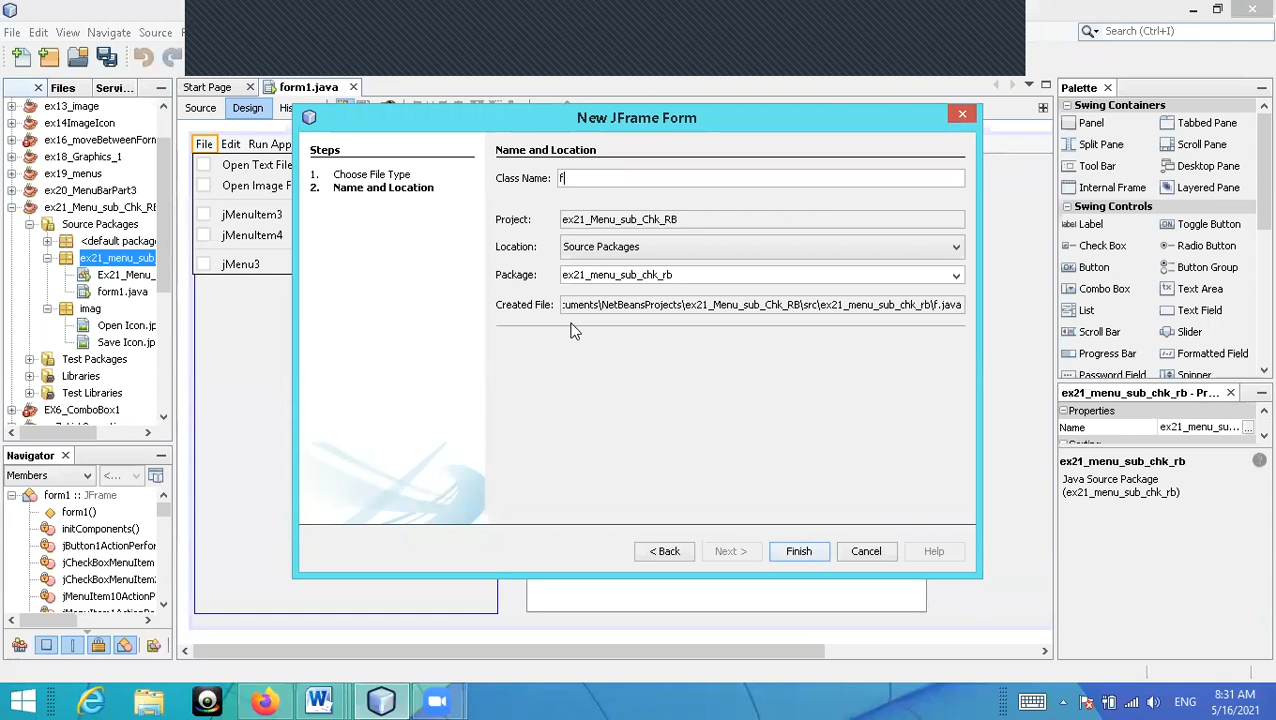 File Edit View Navigate Source
Search (Ctrl+I)
Files Servi...
Start Page form1.java
Palette
Source Design His
ex13_image
ex14ImageIcon
ex16_moveBetweenForm
ex18_Graphics_1
ex19_menus
ex20_MenuBarPart3
ex21_Menu_sub_Chk_RB
Source Packages
<default package
ex21_menu_sub_
Ex21_Menu_
form1.java
imag
Open Icon.jp
Save Icon.jp
Test Packages
Libraries
Test Libraries
EX6_ComboBox1
Navigator
Members
form1 :: JFrame
form1()
initComponents()
jButton1ActionPerfor
jCheckBoxMenuItem
jCheckBoxMenuItem2
jMenuItem10ActionP
jMenuItem1ActionPe
File Edit Run App
Open Text File
Open Image F
jMenuItem3
jMenuItem4
jMenu3
New JFrame Form
Steps
1. Choose File Type
2. Name and Location
Name and Location
Class Name: f
Project: ex21_Menu_sub_Chk_RB
Location: Source Packages
Package: ex21_menu_sub_chk_rb
Created File: :uments\NetBeansProjects\ex21_Menu_sub_Chk_RB\src\ex21_menu_sub_chk_rb\f.java
< Back Next > Finish Cancel Help
Swing Containers
Panel Tabbed Pane
Split Pane Scroll Pane
Tool Bar Desktop Pane
Internal Frame Layered Pane
Swing Controls
Label Toggle Button
Check Box Radio Button
Button Button Group
Combo Box Text Area
List Text Field
Scroll Bar Slider
Progress Bar Formatted Field
Password Field Spinner
ex21_menu_sub_chk_rb - Pr...
Properties
Name ex21_menu_su... ...
ex21_menu_sub_chk_rb
Java Source Package
(ex21_menu_sub_chk_rb)
ENG
8:31 AM
5/16/2021